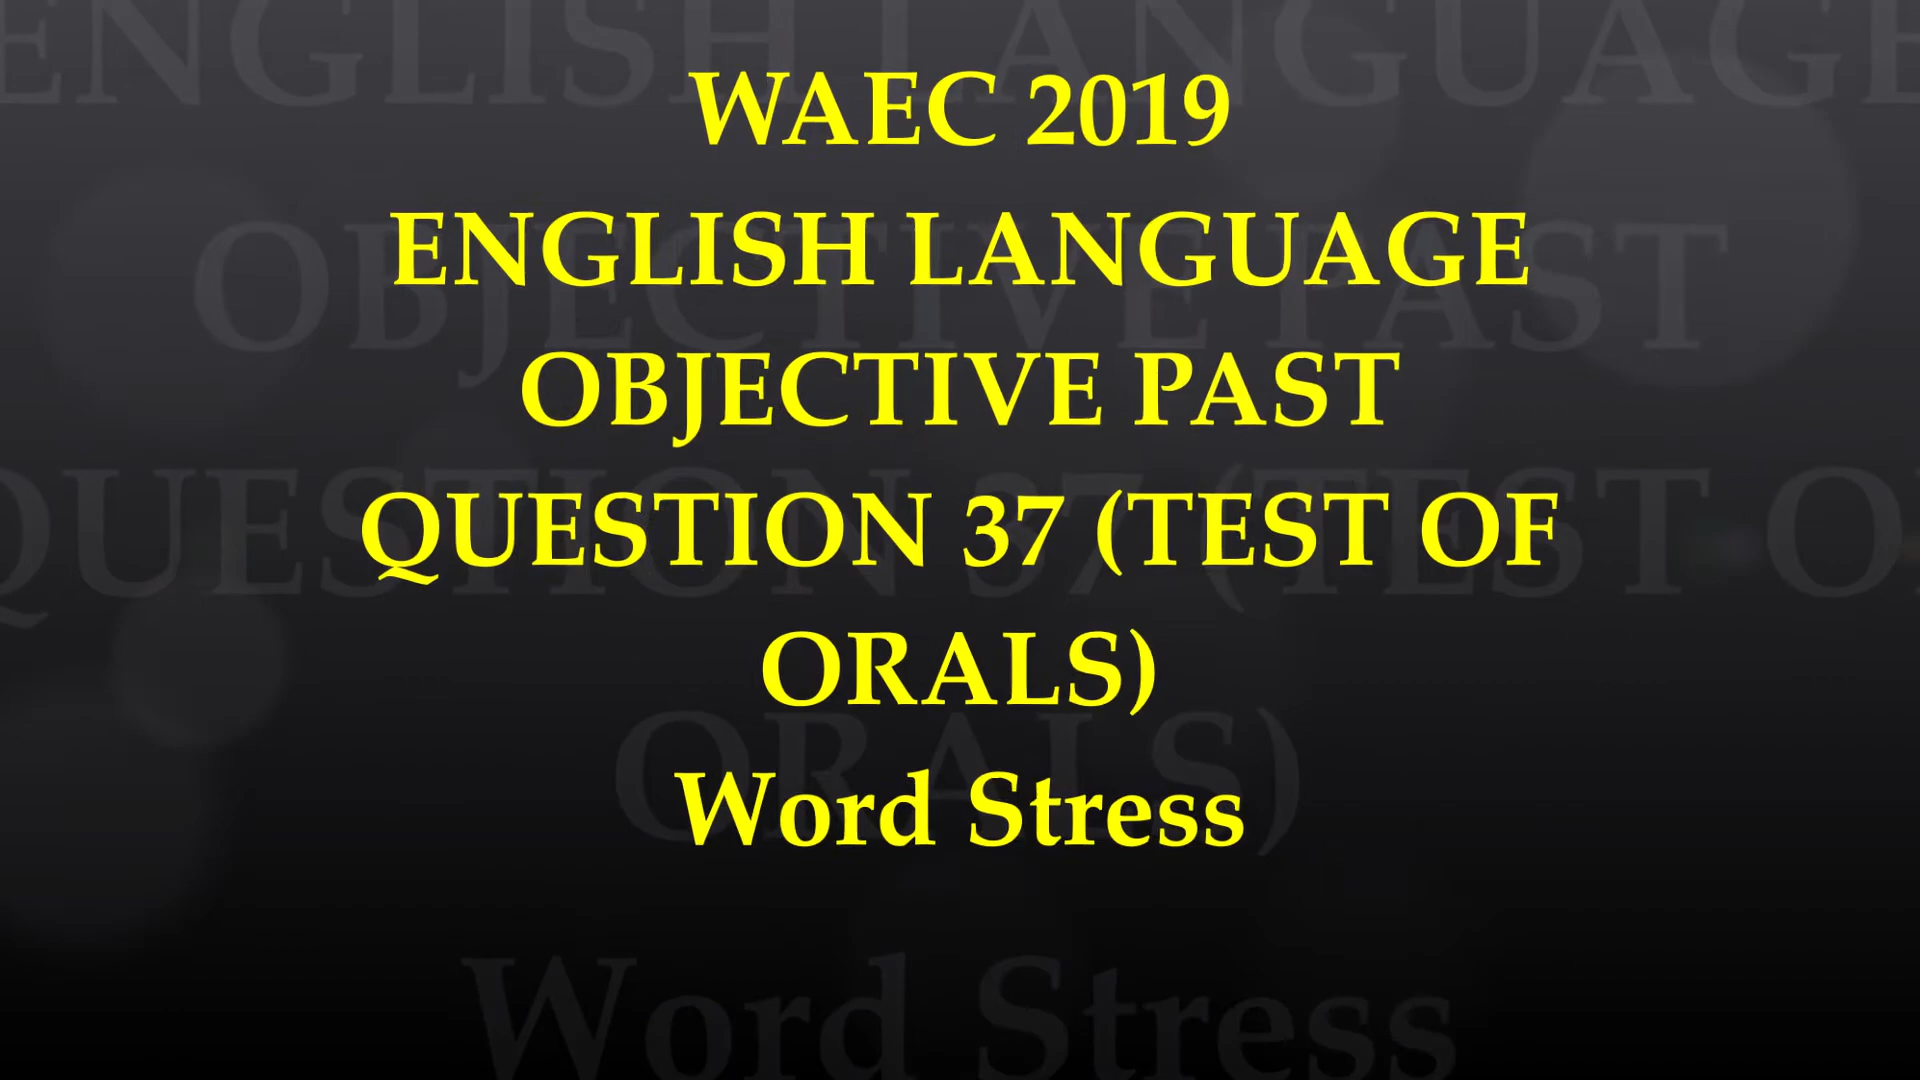 WAEC 2019
ENGLISH LANGUAGE
OBJECTIVE PAST
QUESTION 37 (TEST OF
ORALS)
Word Stress